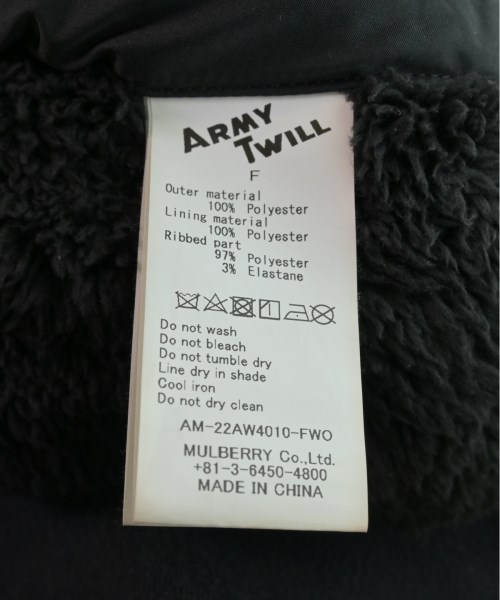 ARMY
TWILL
F
Outer material
100% Polyester
Lining material
100% Polyester
Ribbed part
97% Polyester
3% Elastane
Do not wash
Do not bleach
Do not tumble dry
Line dry in shade
Cool iron
Do not dry clean
AM-22AW4010-FWO
MULBERRY Co.,Ltd.
+81-3-6450-4800
MADE IN CHINA